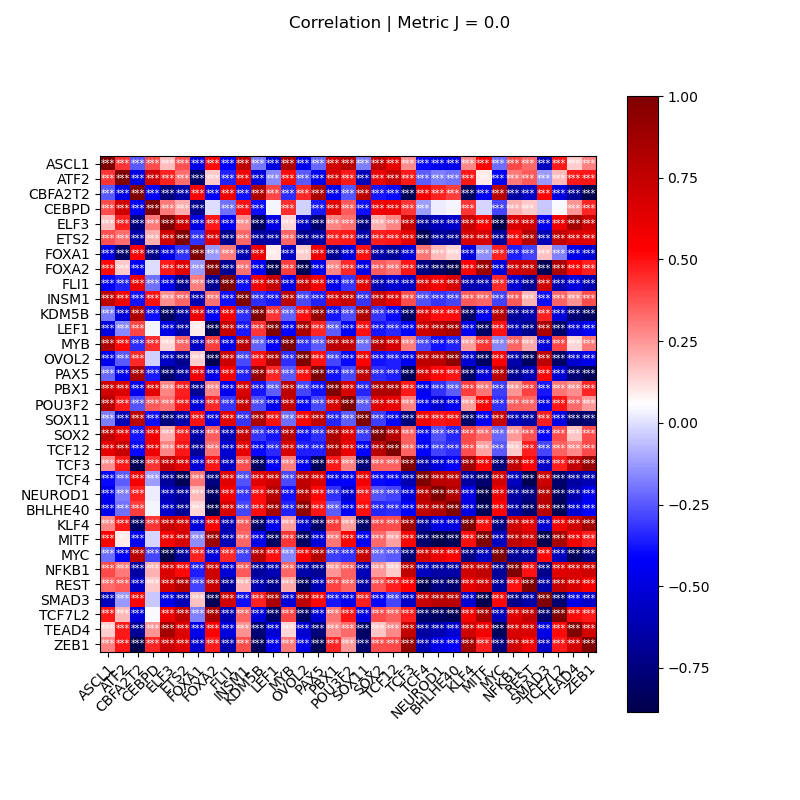 Correlation | Metric J = 0.0
ASCL1
ATF2
CBFA2T2
CEBPD
ELF3
ETS2
FOXA1
FOXA2
FLI1
INSM1
KDM5B
LEF1
MYB
OVOL2
PAX5
PBX1
POU3F2
SOX11
SOX2
TCF12
TCF3
TCF4
NEUROD1
BHLHE40
KLF4
MITF
MYC
NFKB1
REST
SMAD3
TCF7L2
TEAD4
ZEB1
ASCL1
ATF2
CBFA2T2
CEBPD
ELF3
ETS2
FOXA1
FOXA2
FLI1
INSM1
KDM5B
LEF1
MYB
OVOL2
PAX5
PBX1
POU3F2
SOX11
SOX2
TCF12
TCF3
TCF4
NEUROD1
BHLHE40
KLF4
MITF
MYC
NFKB1
REST
SMAD3
TCF7L2
TEAD4
ZEB1
1.00
0.75
0.50
0.25
0.00
−0.25
−0.50
−0.75